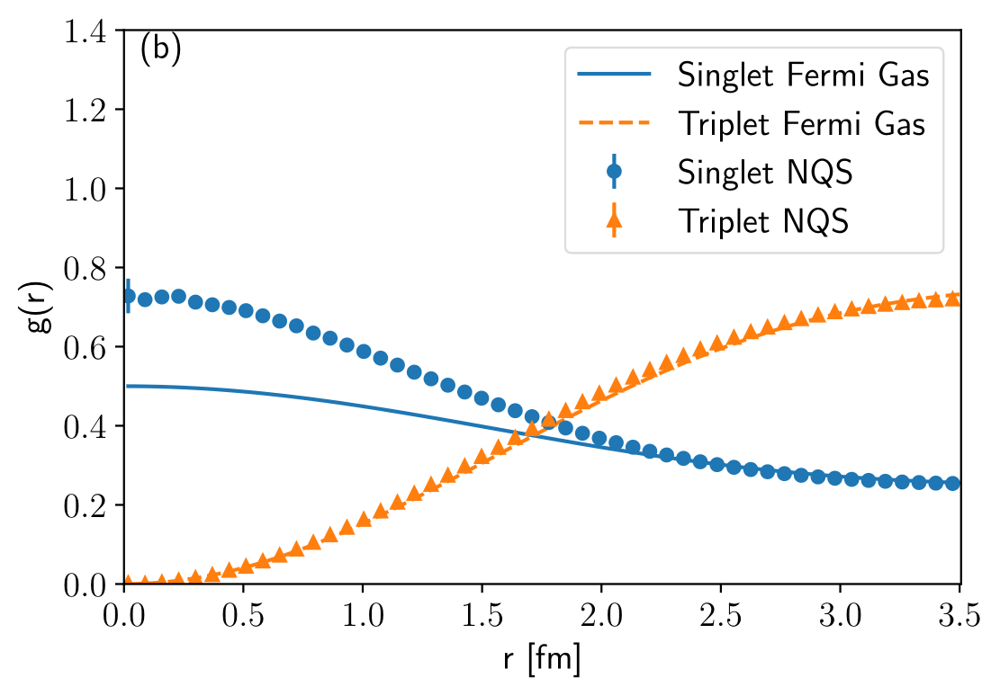 (b)
Singlet Fermi Gas
Triplet Fermi Gas
Singlet NQS
Triplet NQS
1.4
1.2
1.0
0.8
0.6
0.4
0.2
0.0
g(r)
0.0 0.5 1.0 1.5 2.0 2.5 3.0 3.5
r [fm]